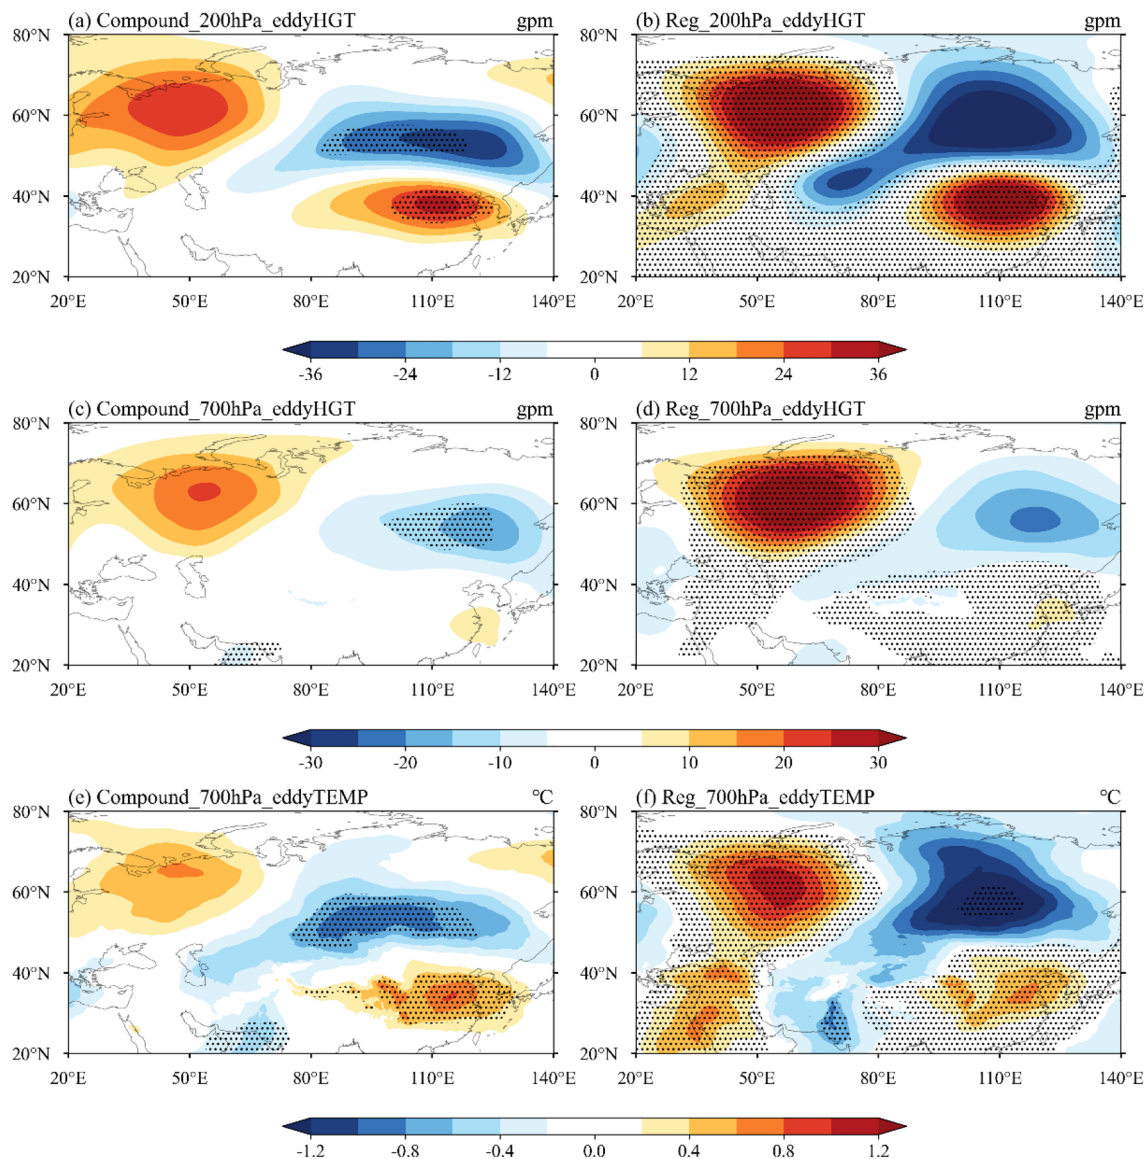 (a) Compound_200hPa_eddyHGT gpm (b) Reg_200hPa_eddyHGT gpm
80°N 80°N
60°N 60°N
40°N 40°N
20°N 20°N
20°E 50°E 80°E 110°E 140°E 20°E 50°E 80°E 110°E 140°E
-36 -24 -12 0 12 24 36
(c) Compound_700hPa_eddyHGT gpm (d) Reg_700hPa_eddyHGT gpm
80°N 80°N
60°N 60°N
40°N 40°N
20°N 20°N
20°E 50°E 80°E 110°E 140°E 20°E 50°E 80°E 110°E 140°E
-30 -20 -10 0 10 20 30
(e) Compound_700hPa_eddyTEMP °C (f) Reg_700hPa_eddyTEMP °C
80°N 80°N
60°N 60°N
40°N 40°N
20°N 20°N
20°E 50°E 80°E 110°E 140°E 20°E 50°E 80°E 110°E 140°E
-1.2 -0.8 -0.4 0.0 0.4 0.8 1.2